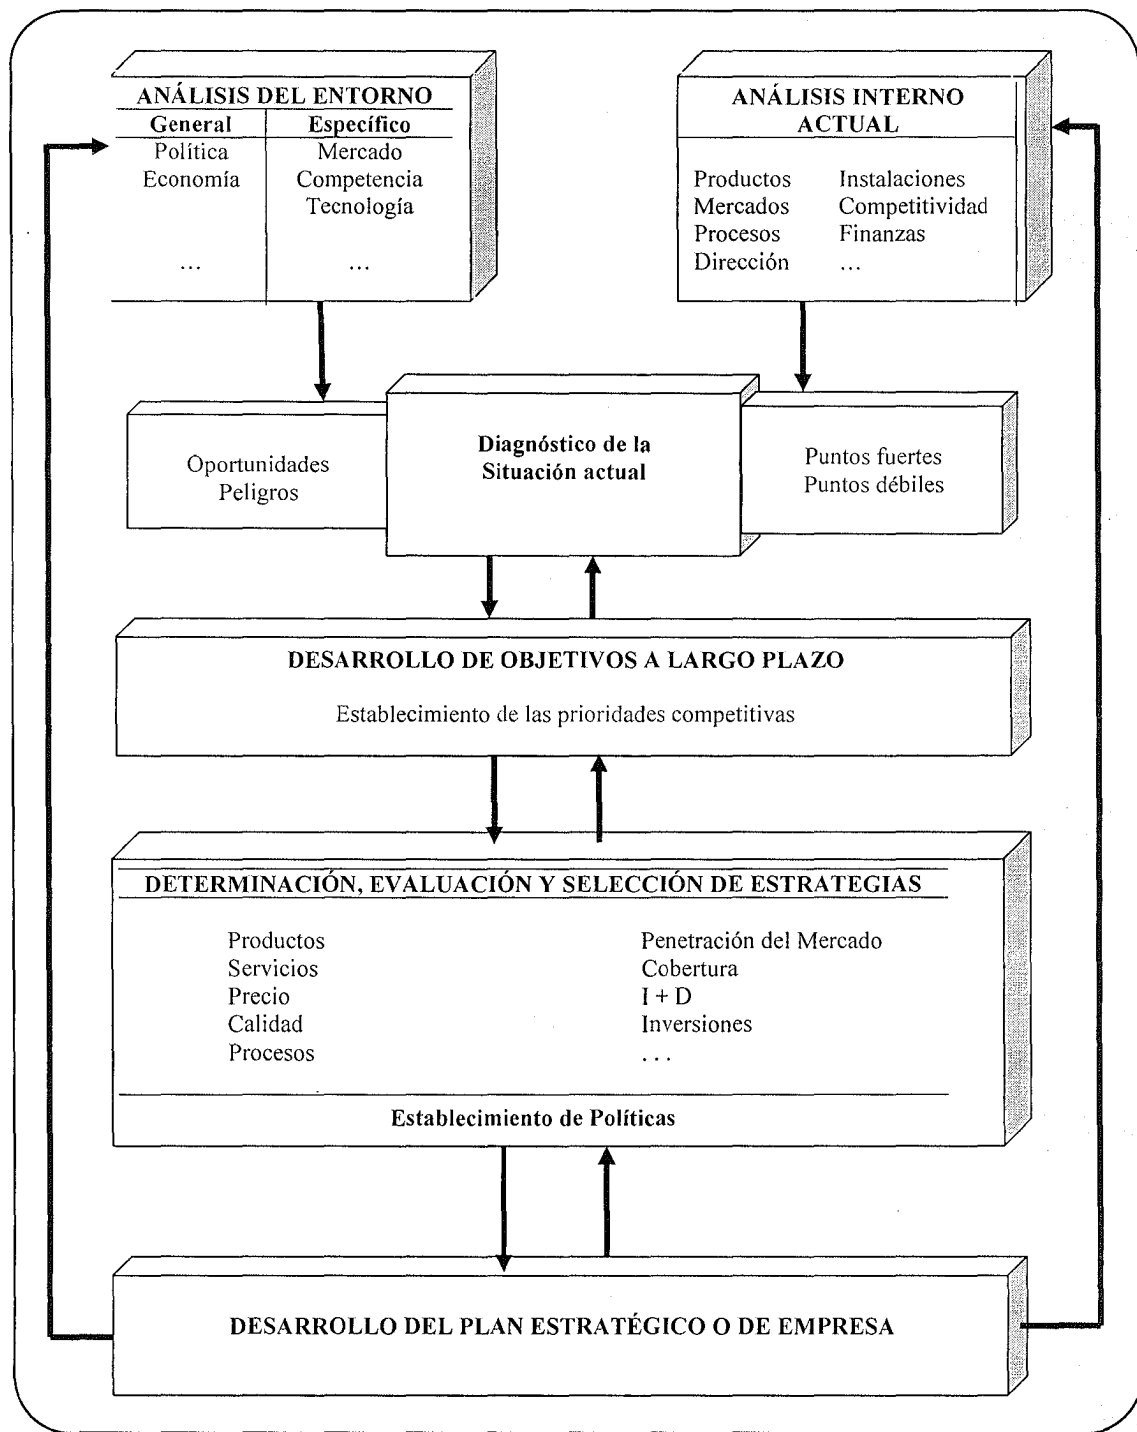 ANÁLISIS DEL ENTORNO
General Específico
Política Mercado
Economía Competencia
Tecnología
... ...
ANÁLISIS INTERNO
ACTUAL
Productos Instalaciones
Mercados Competitividad
Procesos Finanzas
Dirección ...
Oportunidades
Peligros
Diagnóstico de la
Situación actual
Puntos fuertes
Puntos débiles
DESARROLLO DE OBJETIVOS A LARGO PLAZO
Establecimiento de las prioridades competitivas
DETERMINACIÓN, EVALUACIÓN Y SELECCIÓN DE ESTRATEGIAS
Productos Penetración del Mercado
Servicios Cobertura
Precio I + D
Calidad Inversiones
Procesos . . .
Establecimiento de Políticas
DESARROLLO DEL PLAN ESTRATÉGICO O DE EMPRESA